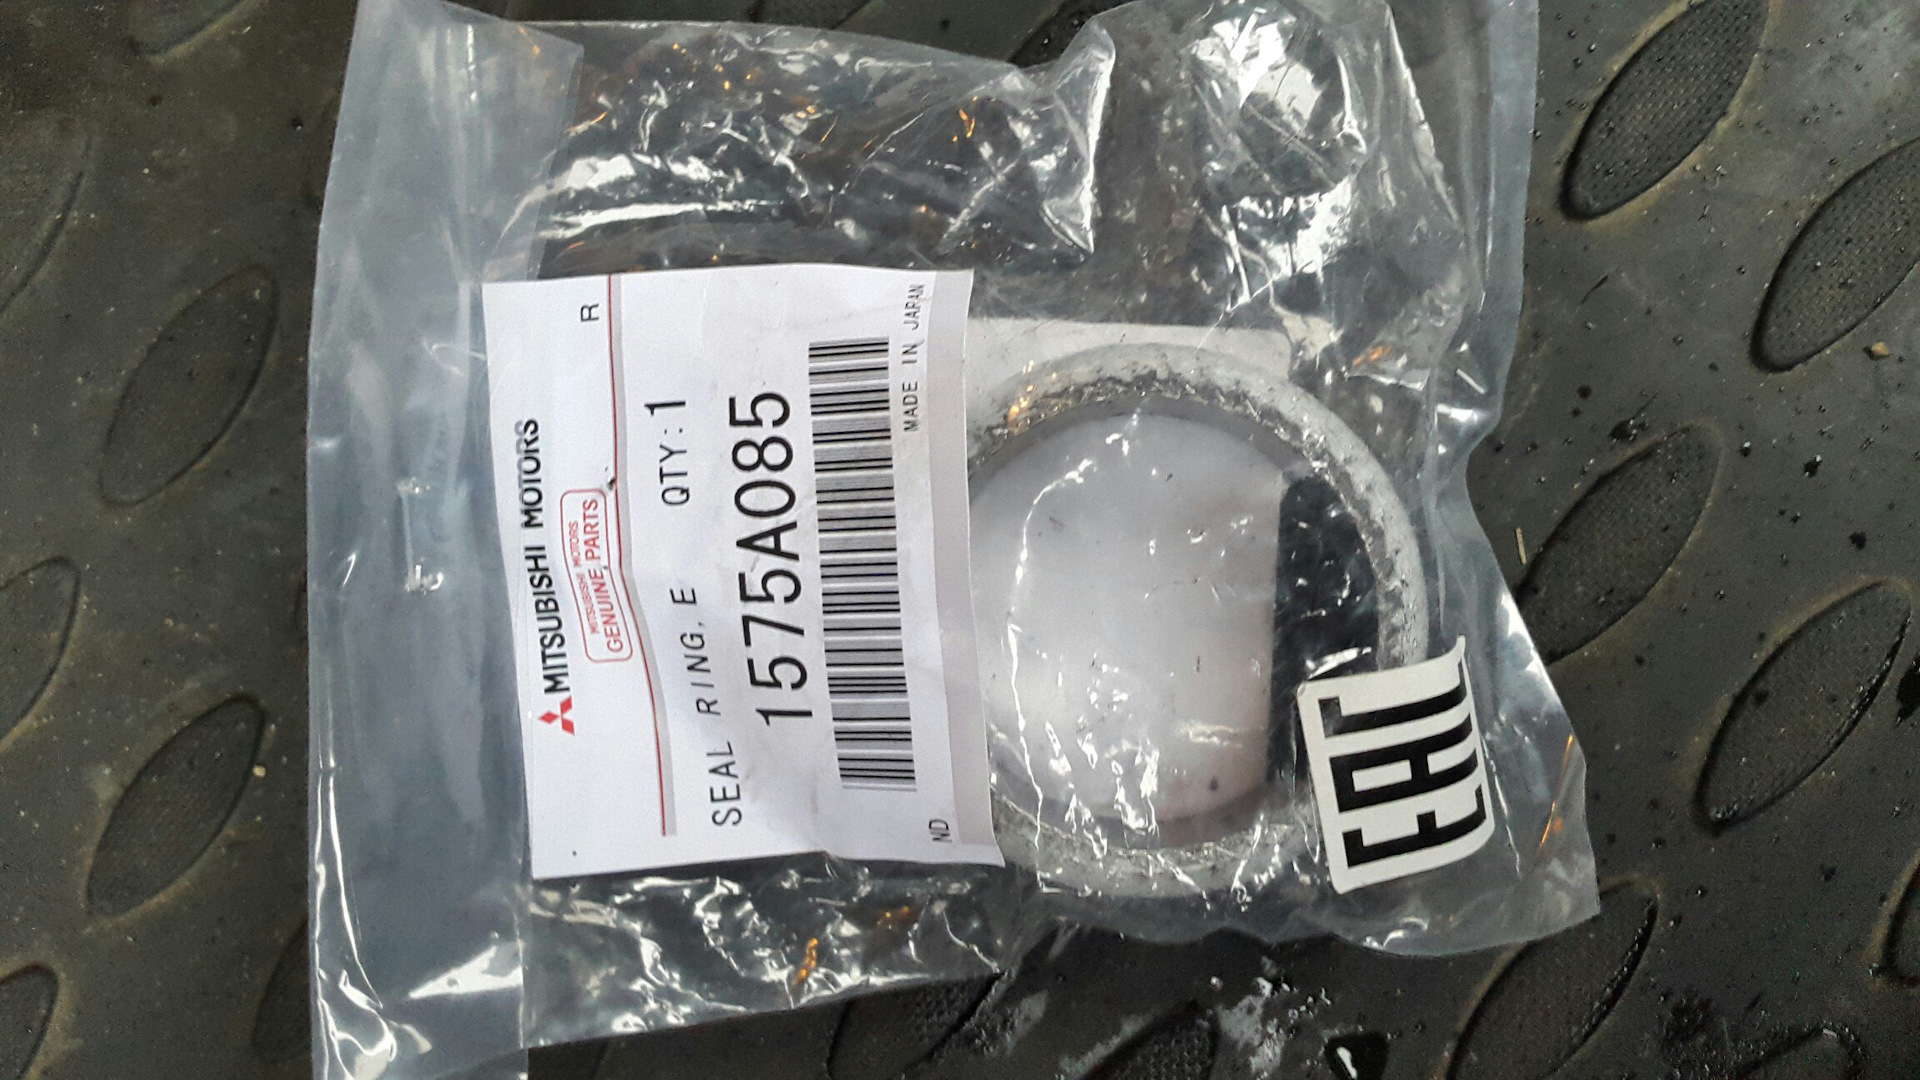 MITSUBISHI MOTORS
MITSUBISHI MOTORS
GENUINE PARTS
R
SEAL RING, E QTY:1
1575A085
ND MADE IN JAPAN
EAC